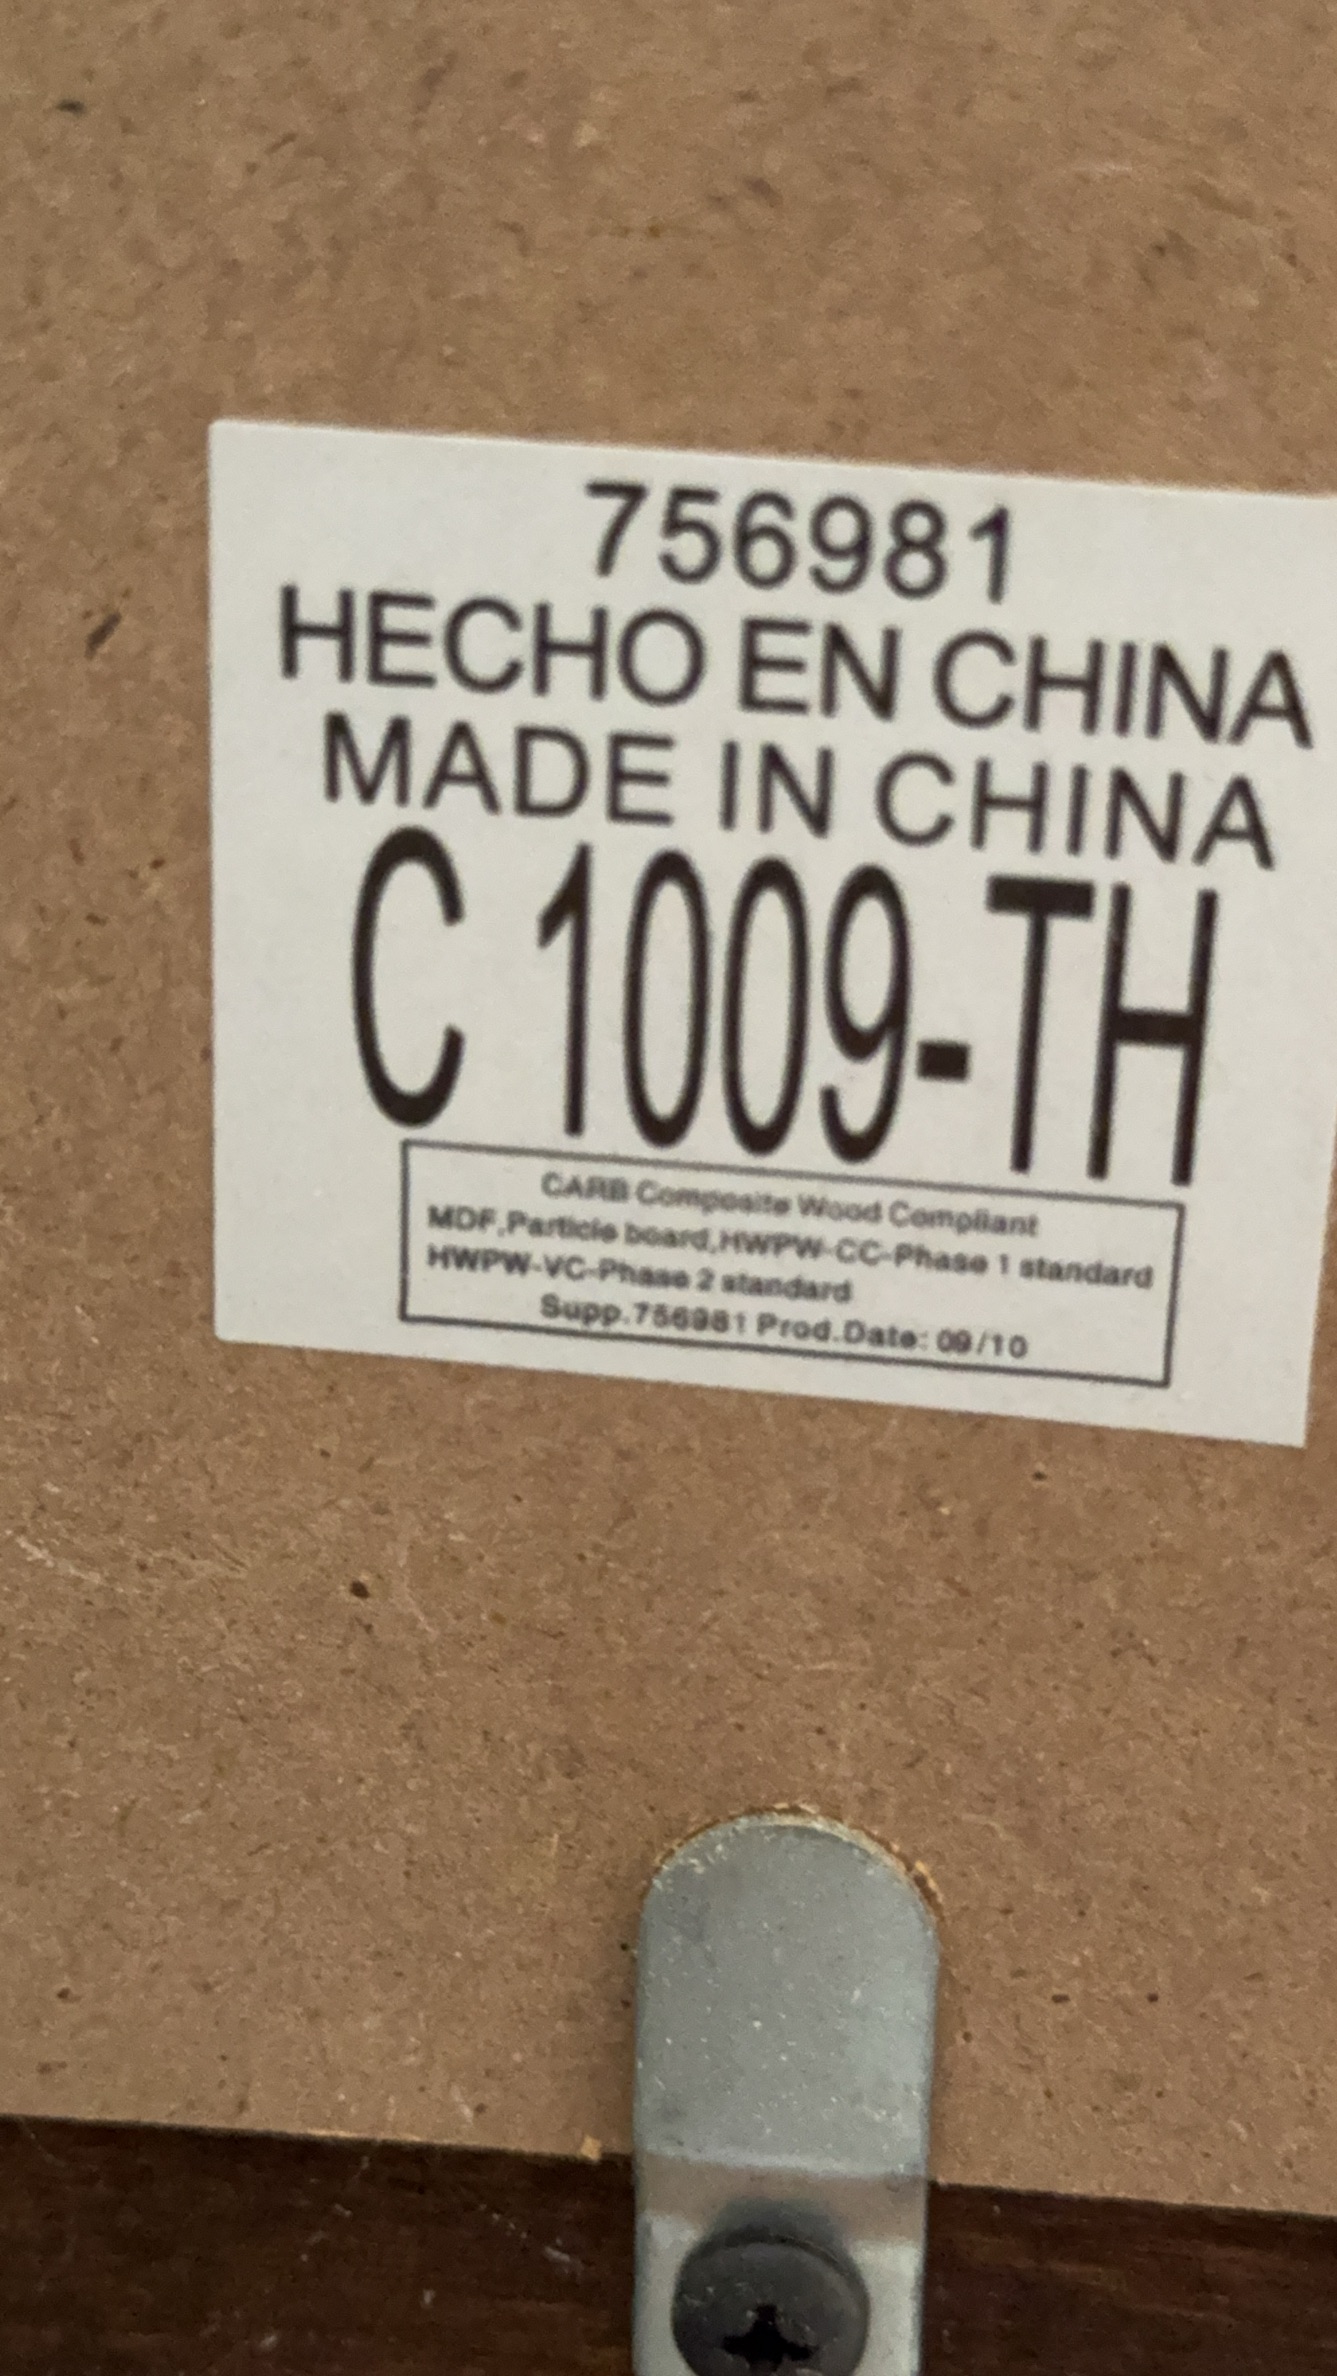 756981
HECHO EN CHINA
MADE IN CHINA
C 1009-TH
CARB Composite Wood Compliant
MDF,Particle board,HWPW-CC-Phase 1 standard
HWPW-VC-Phase 2 standard
Supp.756981 Prod.Date: 09/10